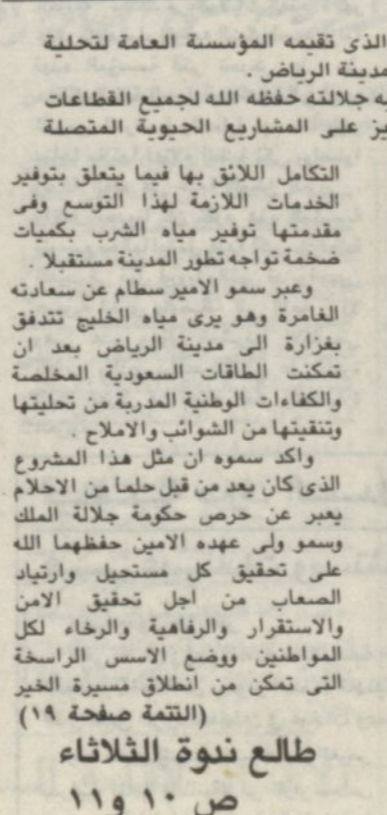 الذى تقيمه المؤسسة العامة لتحلية
مدينة الرياض .
به جلالته حفظه الله لجميع القطاعات
يز على المشاريع الحيوية المتصلة
التكامل اللائق بها فيما يتعلق بتوفير
الخدمات اللازمة لهذا التوسع وفى
مقدمتها توفير مياه الشرب بكميات
ضخمة تواجه تطور المدينة مستقبلا .
وعبر سمو الامير سطام عن سعادته
الغامرة وهو يرى مياه الخليج تتدفق
بغزارة الى مدينة الرياض بعد ان
تمكنت الطاقات السعودية المخلصة
والكفاءات الوطنية المدربة من تحليتها
وتنقيتها من الشوائب والاملاح .
واكد سموه ان مثل هذا المشروع
الذى كان يعد من قبل حلما من الاحلام
يعبر عن حرص حكومة جلالة الملك
وسمو ولى عهده الامين حفظهما الله
على تحقيق كل مستحيل وارتياد
الصعاب من اجل تحقيق الامن
والاستقرار والرفاهية والرخاء لكل
المواطنين ووضع الاسس الراسخة
التى تمكن من انطلاق مسيرة الخير
(التتمة صفحة ١٩)
طالع ندوة الثلاثاء
ص ١٠ و١١